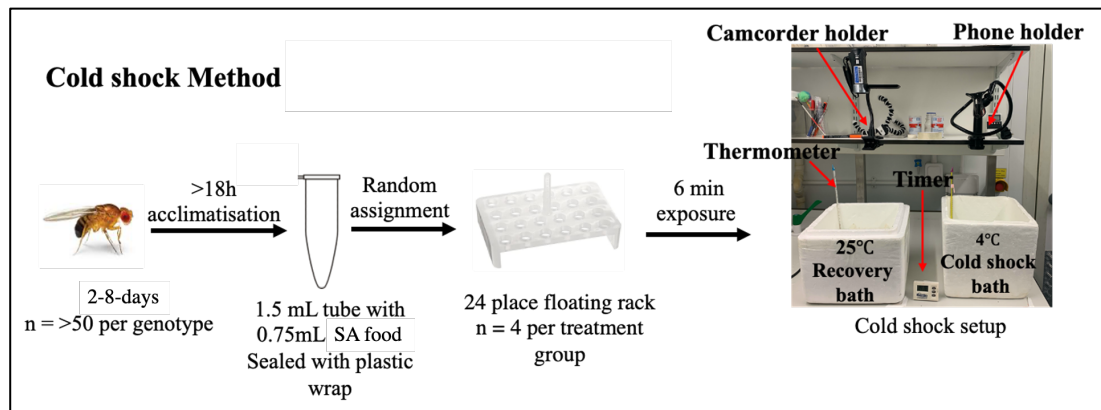 Cold shock Method
Camcorder holder
Phone holder
Thermometer
Timer
25℃
Recovery
bath
4℃
Cold shock
bath
Cold shock setup
>18h
acclimatisation
Random
assignment
6 min
exposure
2-8-days
n = >50 per genotype
1.5 mL tube with
0.75mL SA food
Sealed with plastic
wrap
24 place floating rack
n = 4 per treatment
group